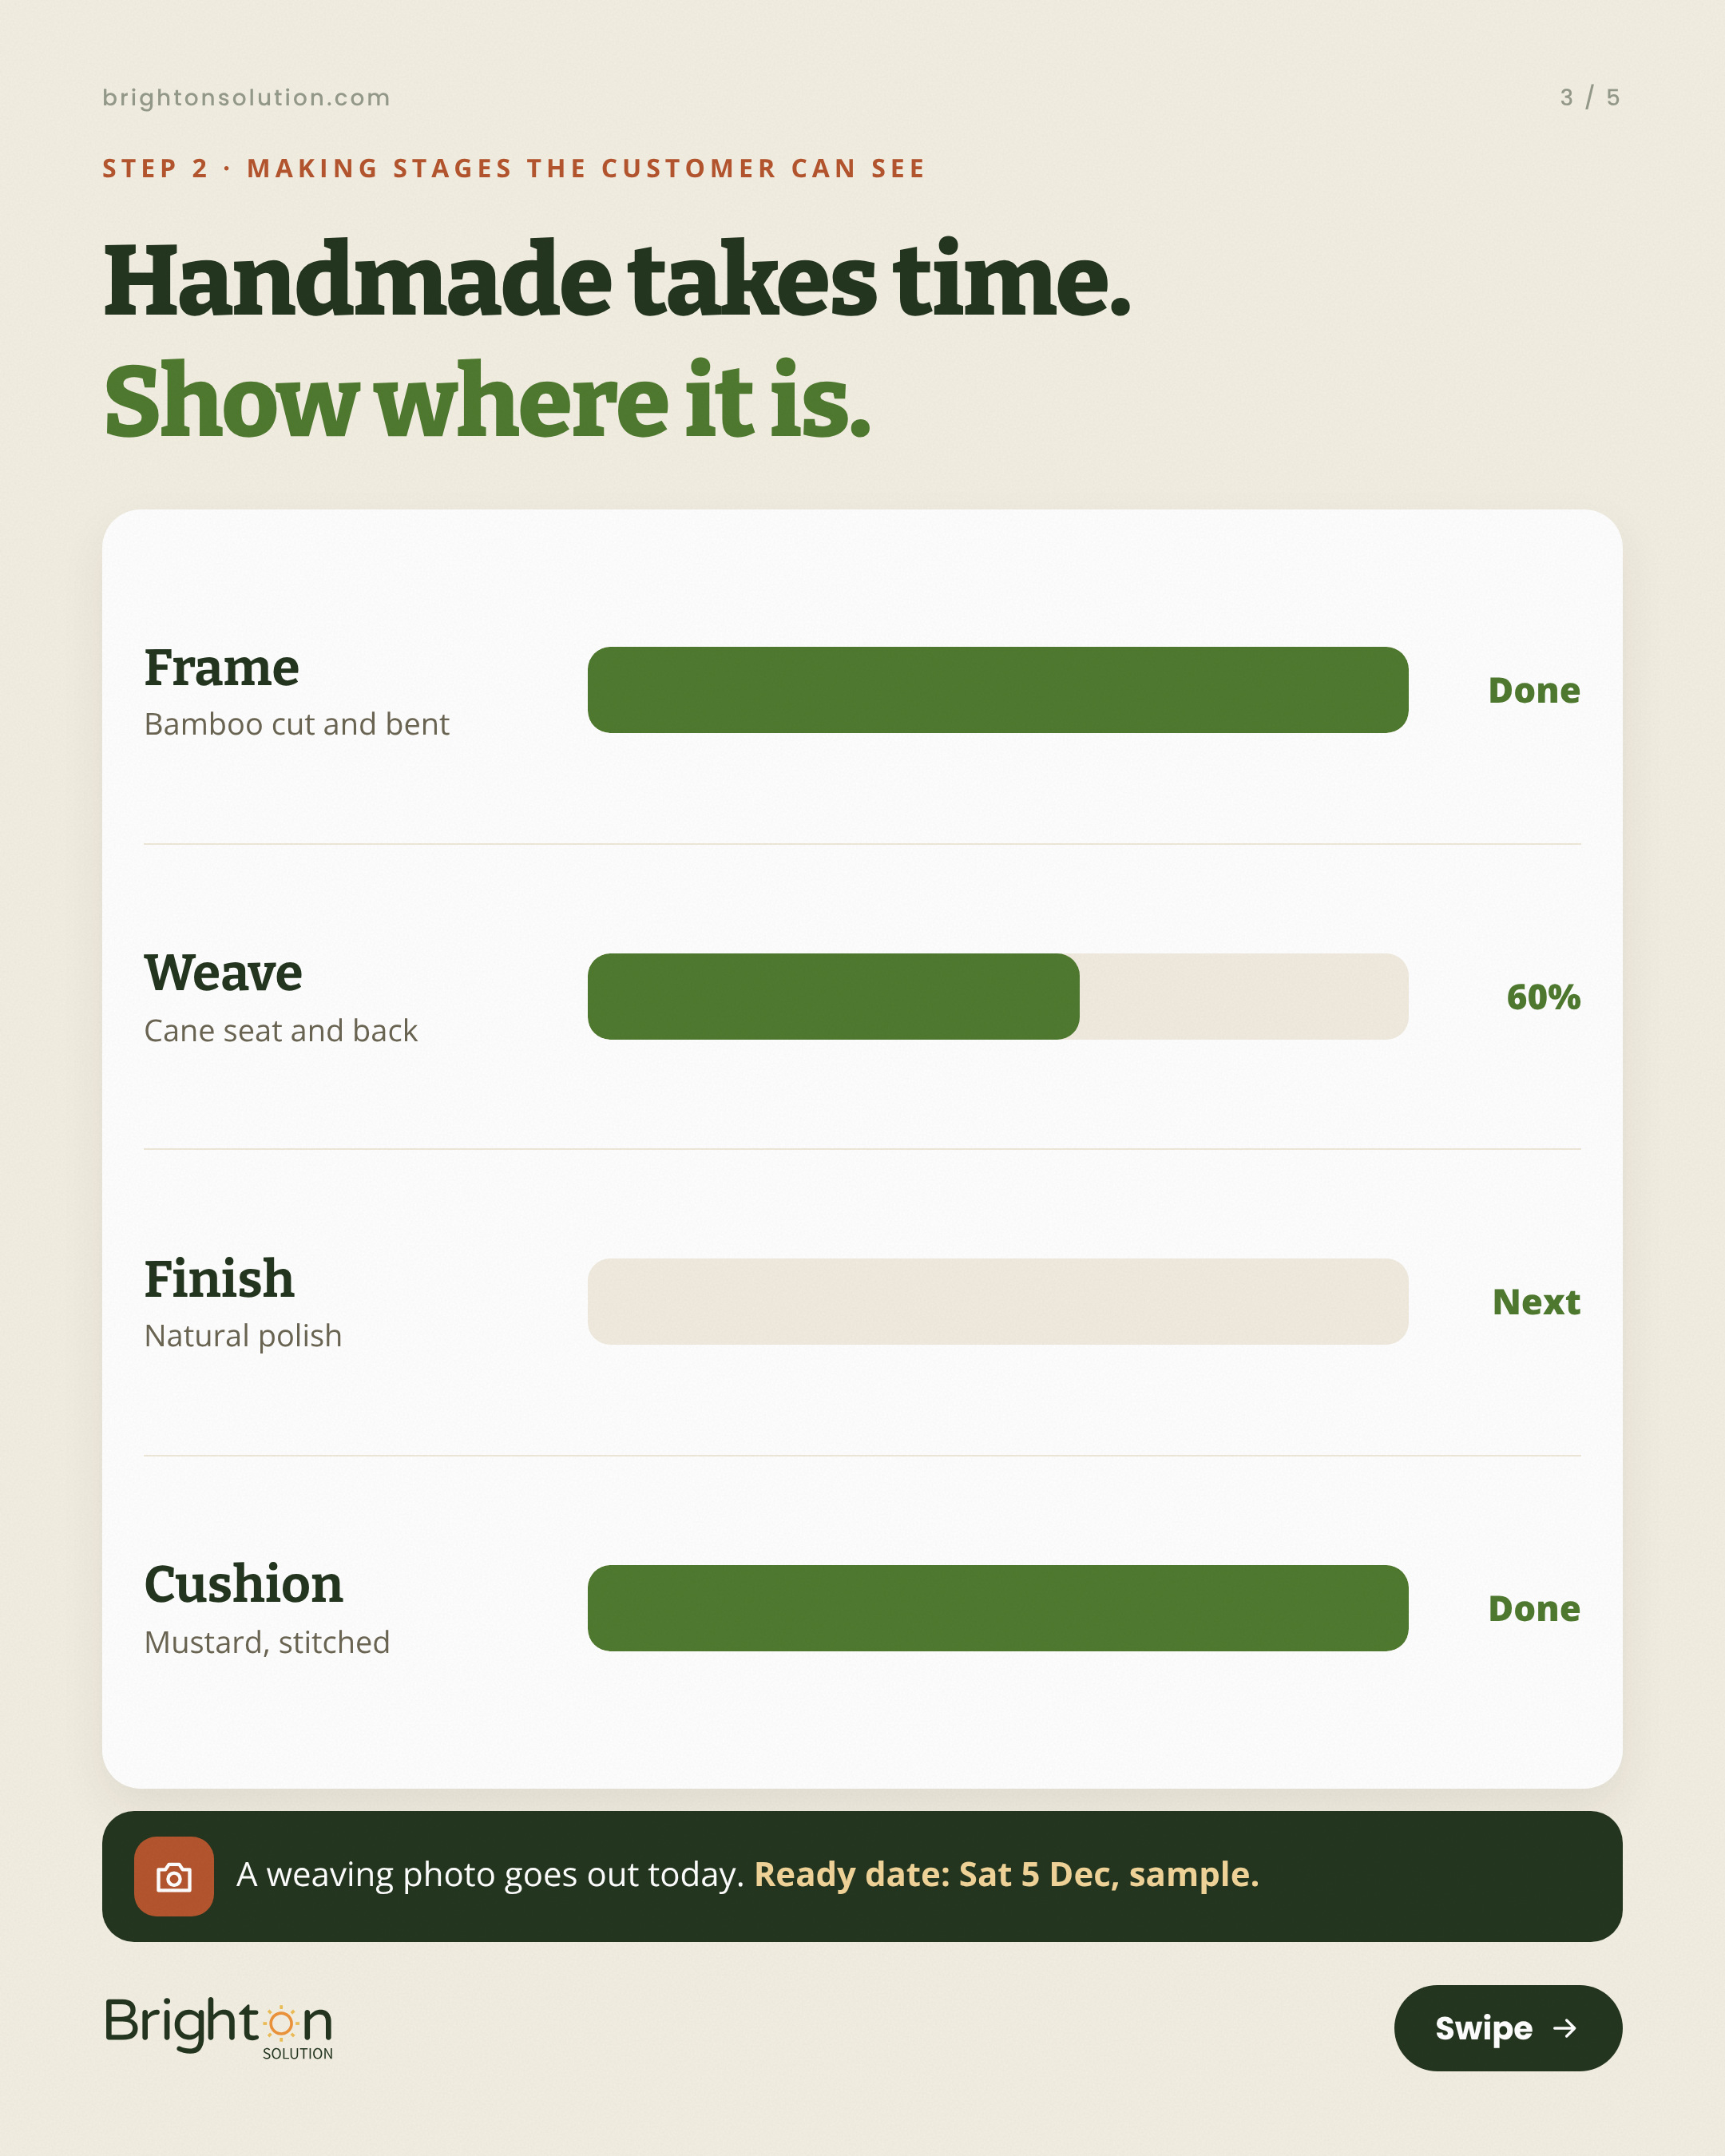 brightonsolution.com
3 / 5
STEP 2 · MAKING STAGES THE CUSTOMER CAN SEE
Handmade takes time.
Show where it is.
Frame
Bamboo cut and bent
Done
Weave
Cane seat and back
60%
Finish
Natural polish
Next
Cushion
Mustard, stitched
Done
A weaving photo goes out today. Ready date: Sat 5 Dec, sample.
Brighton
SOLUTION
Swipe →